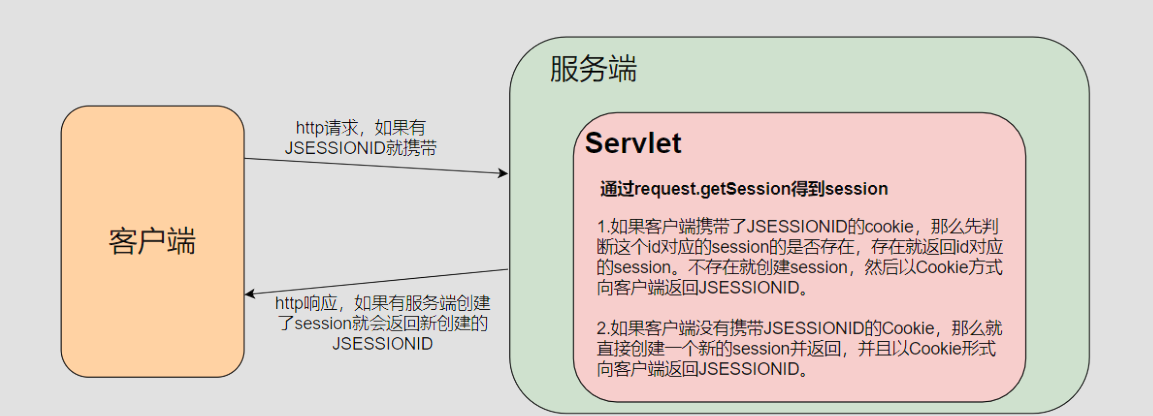 服务端
Servlet
http请求，如果有
JSESSIONID就携带
通过request.getSession得到session
1.如果客户端携带了JSESSIONID的cookie，那么先判
断这个id对应的session的是否存在，存在就返回id对应
的session。不存在就创建session，然后以Cookie方式
向客户端返回JSESSIONID。
客户端
http响应，如果有服务端创建
了session就会返回新创建的
JSESSIONID
2.如果客户端没有携带JSESSIONID的Cookie，那么就
直接创建一个新的session并返回，并且以Cookie形式
向客户端返回JSESSIONID。